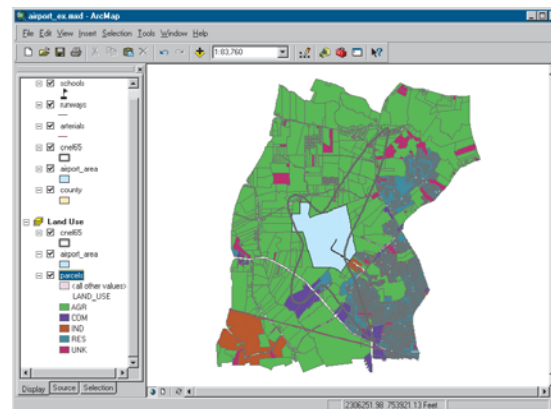 airport_ex.mxd - ArcMap
File Edit View Insert Selection Tools Window Help
1:83,760
schools
runways
arterials
cnel65
airport_area
county
Land Use
cnel65
airport_area
parcels
<all other values>
LAND_USE
AGR
COM
IND
RES
UNK
Display Source Selection
2306251.98 753921.13 Feet